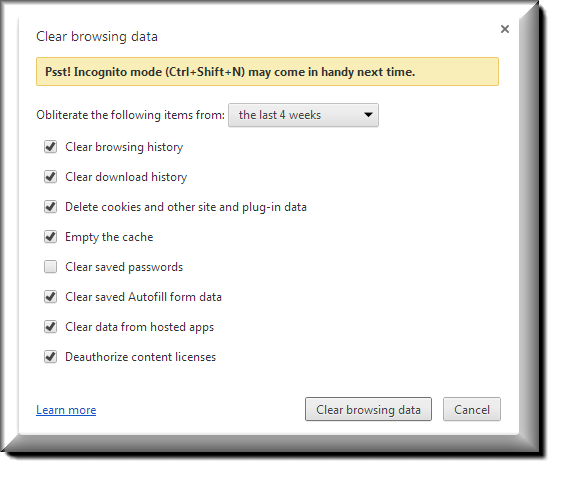 Clear browsing data
Psst! Incognito mode (Ctrl+Shift+N) may come in handy next time.
Obliterate the following items from: the last 4 weeks
Clear browsing history
Clear download history
Delete cookies and other site and plug-in data
Empty the cache
Clear saved passwords
Clear saved Autofill form data
Clear data from hosted apps
Deauthorize content licenses
Learn more Clear browsing data Cancel